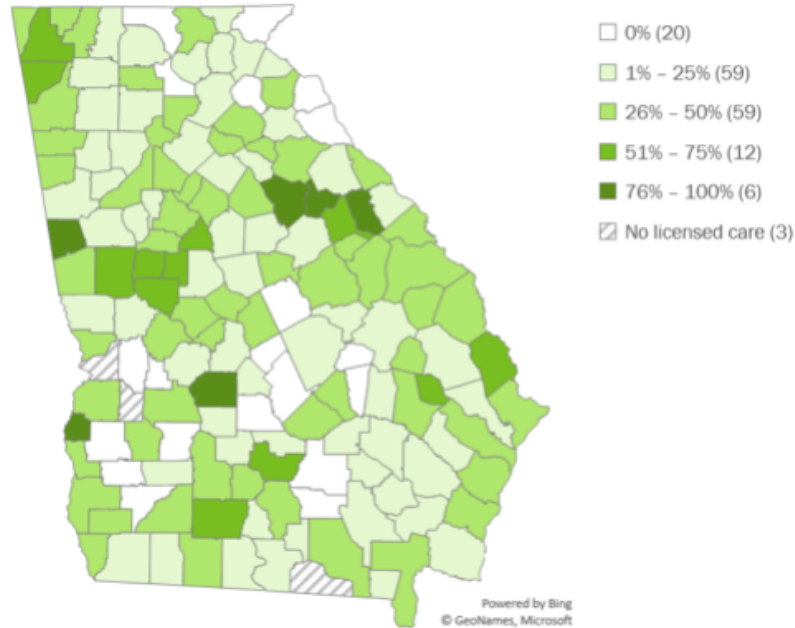 0% (20)
1% – 25% (59)
26% – 50% (59)
51% – 75% (12)
76% – 100% (6)
No licensed care (3)
Powered by Bing
© GeoNames, Microsoft